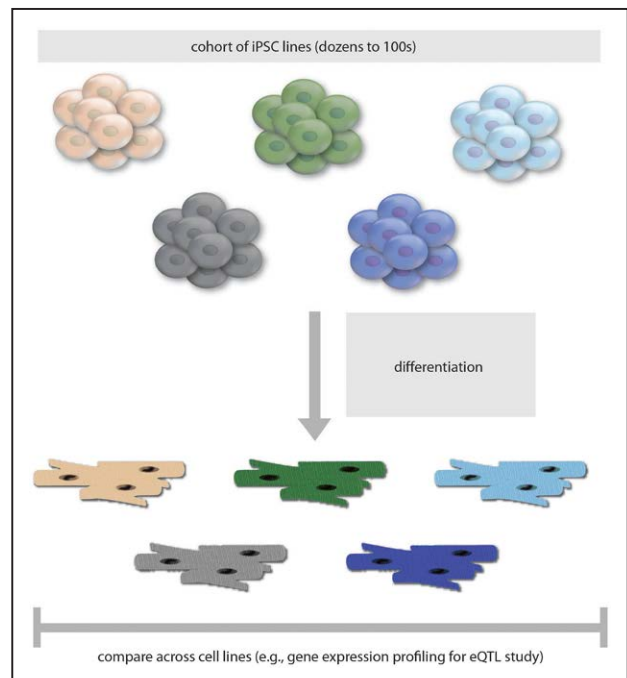 cohort of iPSC lines (dozens to 100s)
differentiation
compare across cell lines (e.g., gene expression profiling for eQTL study)